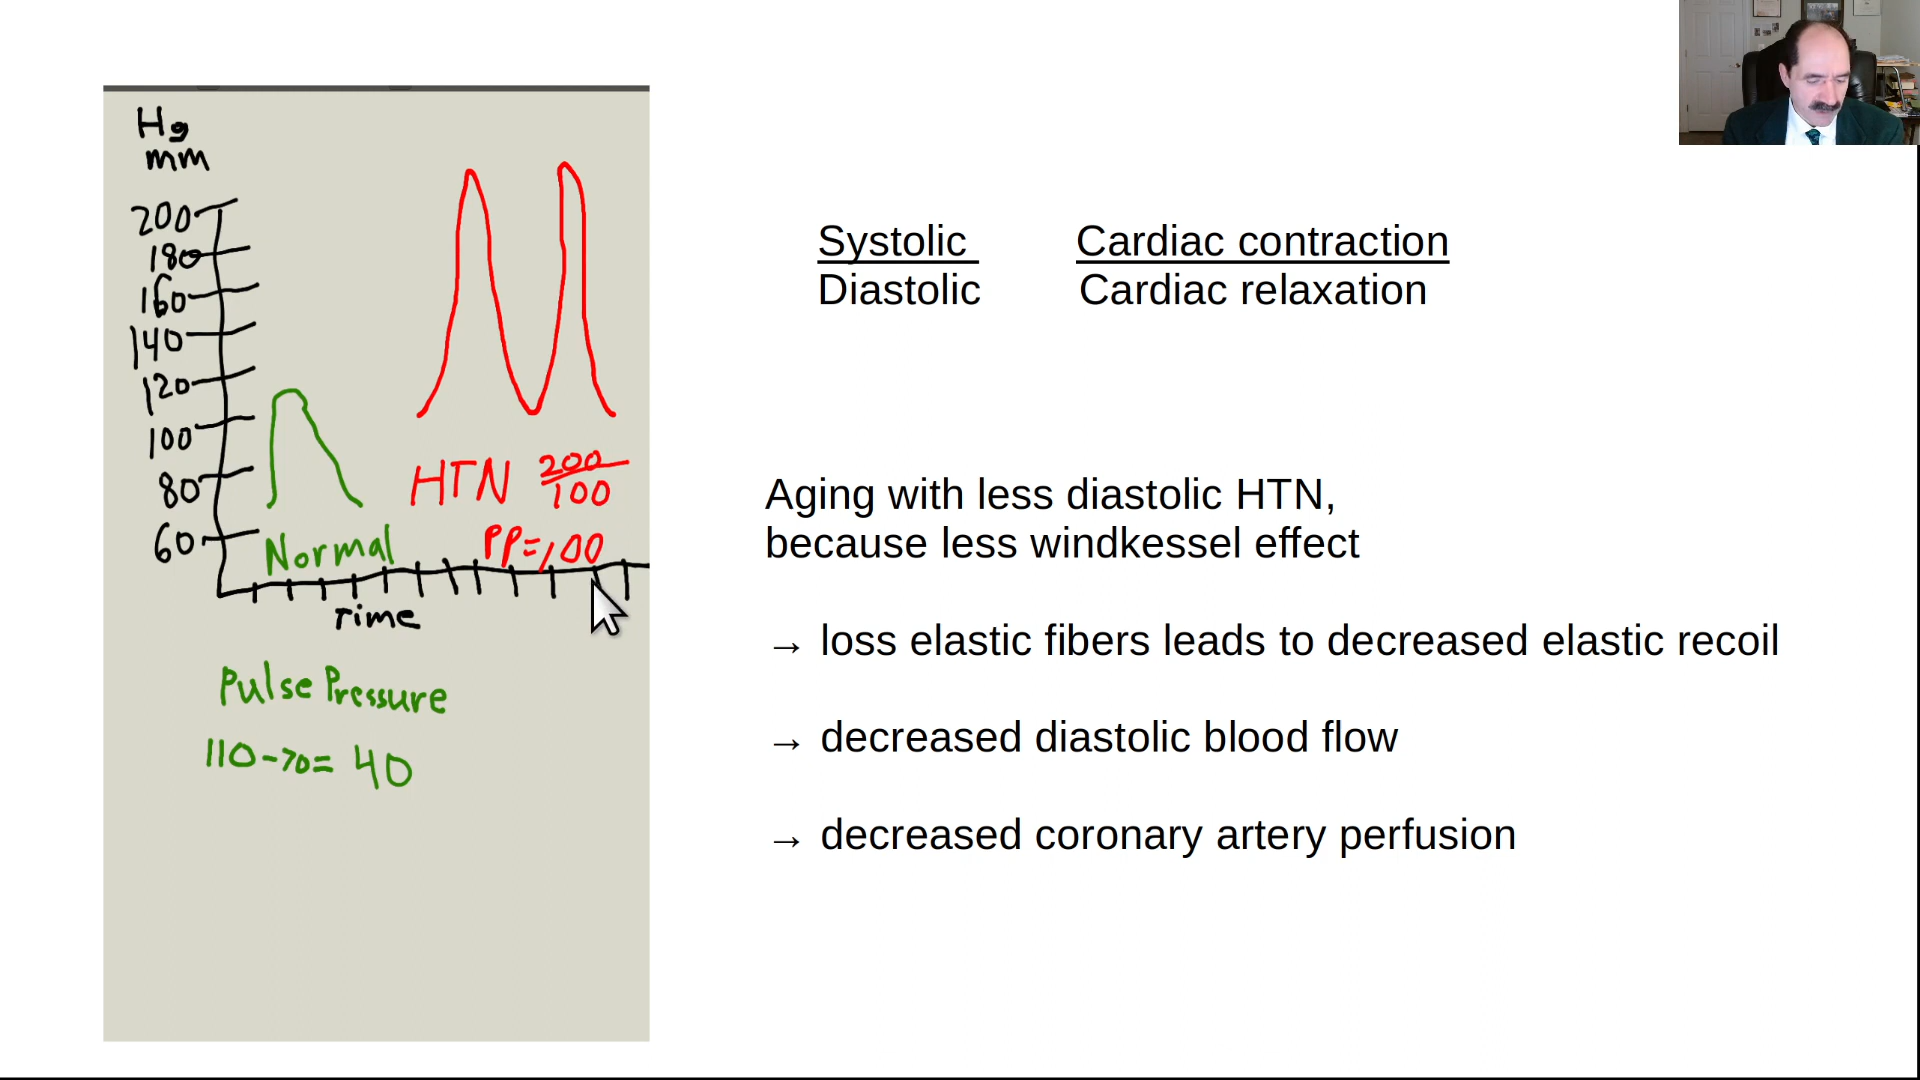 Hg
mm
200
180
160
140
120
100
80
60
Normal
HTN 200/100
PP=100
Time
Pulse Pressure
110-70= 40
Systolic Cardiac contraction
Diastolic Cardiac relaxation
Aging with less diastolic HTN,
because less windkessel effect
→ loss elastic fibers leads to decreased elastic recoil
→ decreased diastolic blood flow
→ decreased coronary artery perfusion